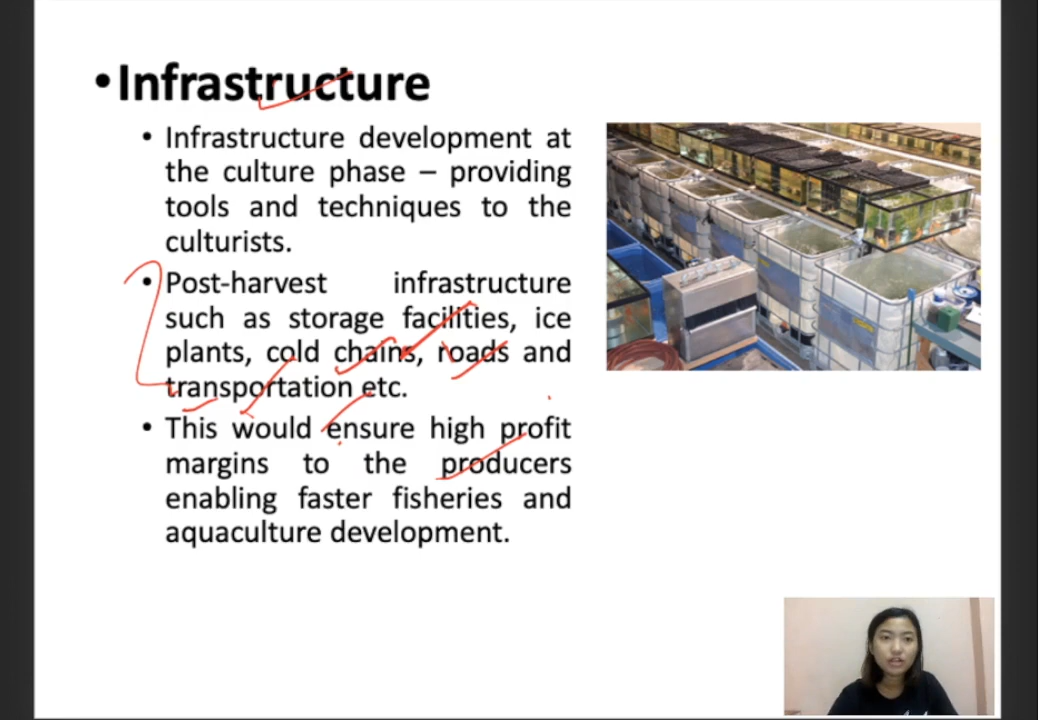 •Infrastructure
• Infrastructure development at
the culture phase – providing
tools and techniques to the
culturists.
• Post-harvest infrastructure
such as storage facilities, ice
plants, cold chains, roads and
transportation etc.
• This would ensure high profit
margins to the producers
enabling faster fisheries and
aquaculture development.